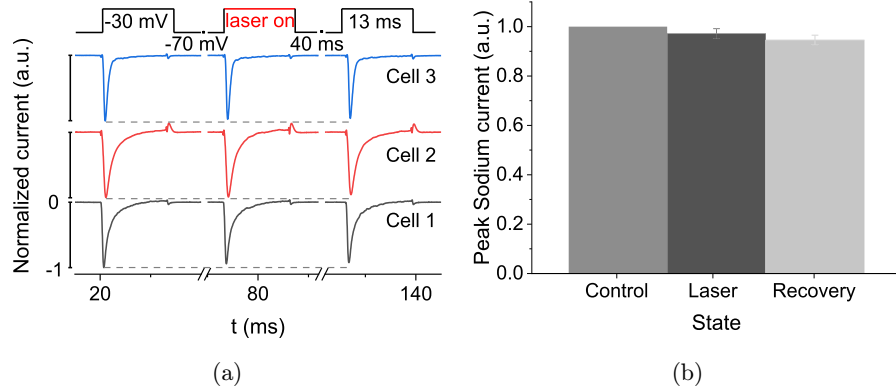 -30 mV
laser on
13 ms
-70 mV
40 ms
Normalized current (a.u.)
Cell 3
Cell 2
0
Cell 1
-1
20
80
140
t (ms)
(a)
Peak Sodium current (a.u.)
1.0
0.8
0.6
0.4
0.2
0.0
Control
Laser
Recovery
State
(b)